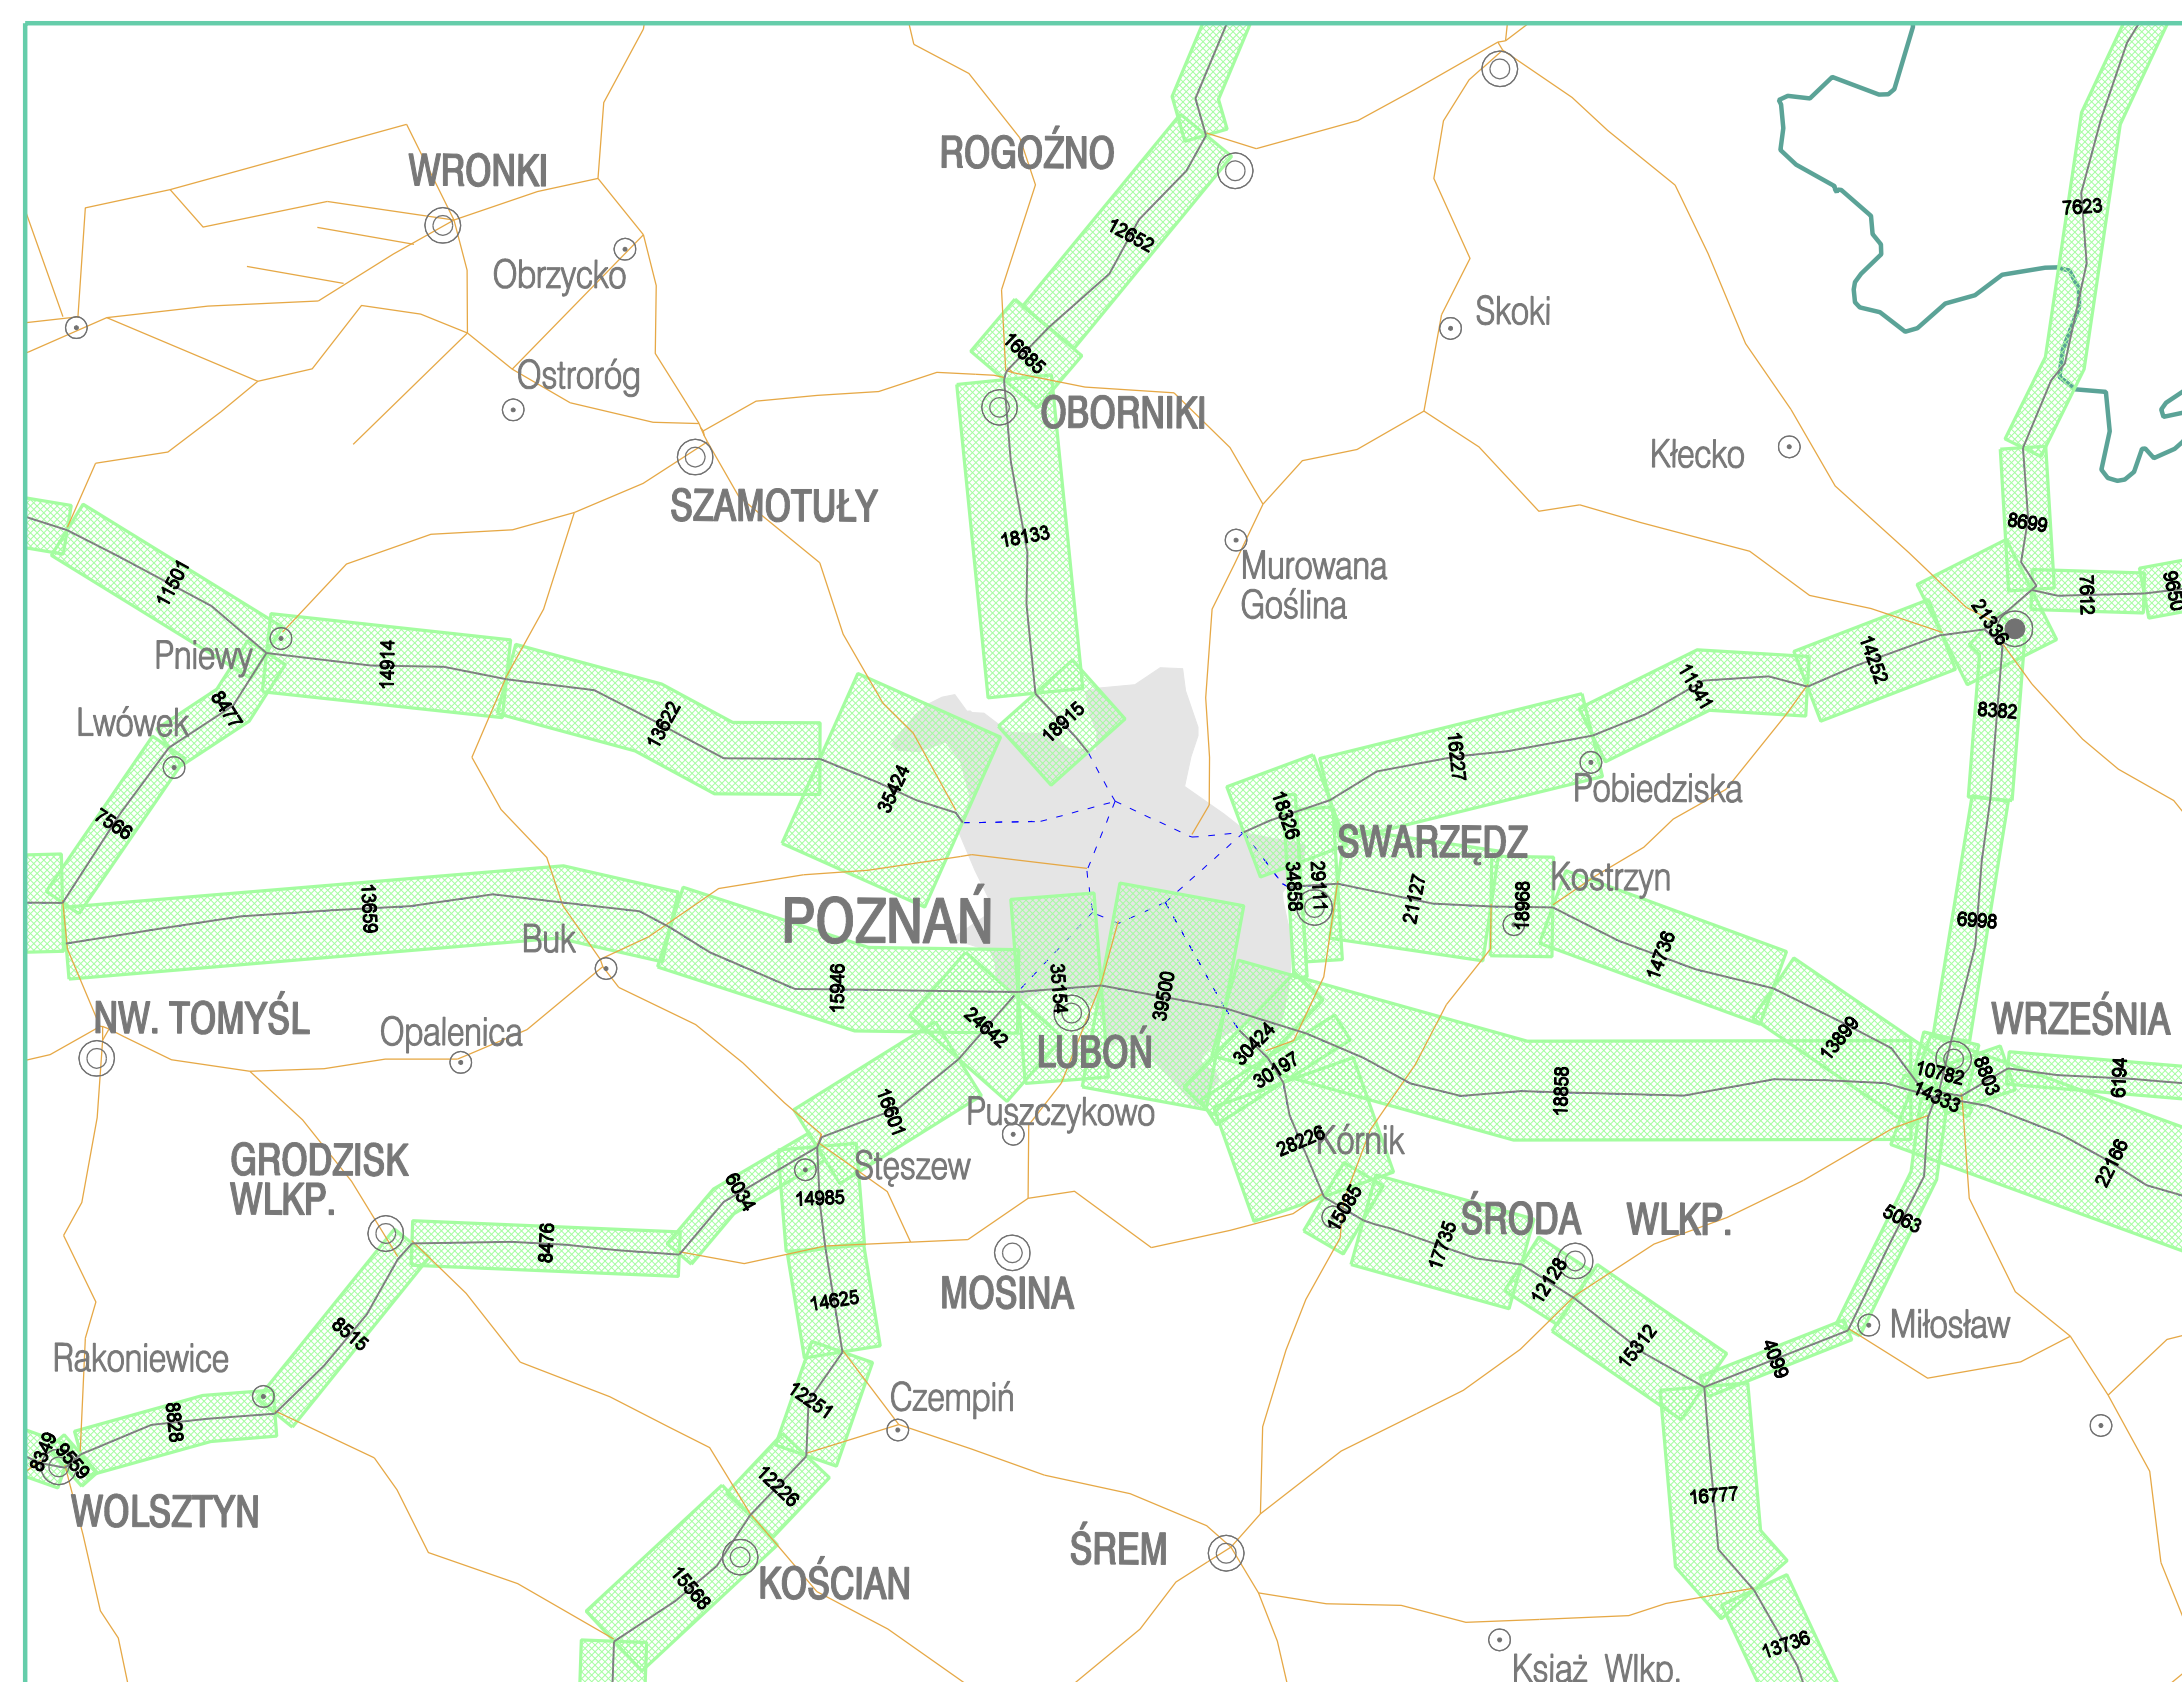 ROGOŹNO
WRONKI
7623
12652
Obrzycko
Skoki
16685
Ostroróg
OBORNIKI
Kłecko
SZAMOTUŁY
8699
18133
Murowana
Goślina
11501
7612
9650
21336
Pniewy
14914
14252
11341
8477
Lwówek
13622
18915
8382
16227
35424
Pobiedziska
7566
18326
SWARZĘDZ
34858
29111
21127
18968
Kostrzyn
13659
POZNAŃ
6998
Buk
14736
15946
35154
39500
NW. TOMYŚL
Opalenica
24642
LUBOŃ
30424
30197
13899
WRZEŚNIA
10782
8803
6194
14333
18858
16601
Puszczykowo
28226
Kórnik
GRODZISK
WLKP.
Stęszew
22166
6034
14985
15085
ŚRODA WLKP.
5063
8476
17735
MOSINA
12128
14625
8515
15312
Miłosław
Rakoniewice
4099
12251
Czempiń
8828
8349
9559
12226
16777
WOLSZTYN
ŚREM
KOŚCIAN
15568
13736
Książ Wlkp.